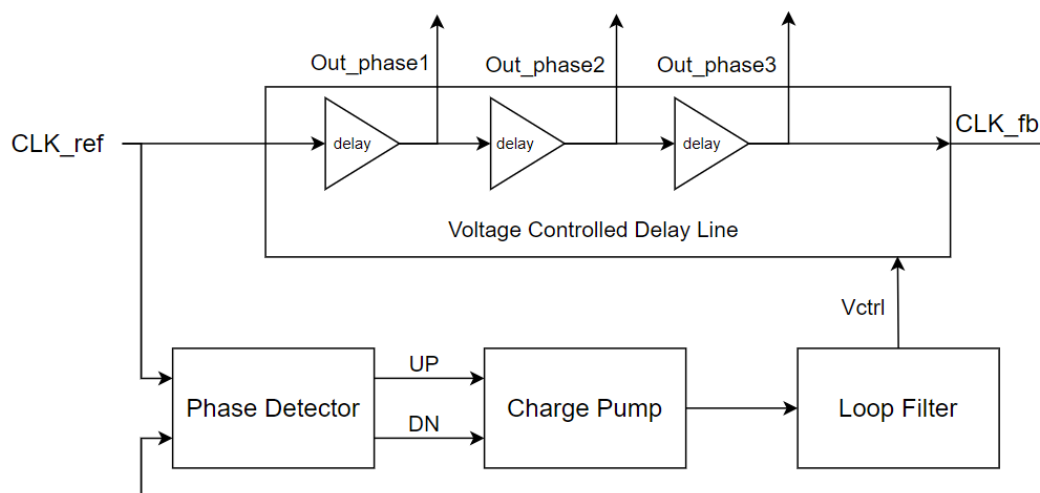 Out_phase1
Out_phase2
Out_phase3
CLK_ref
delay
delay
delay
CLK_fb
Voltage Controlled Delay Line
Vctrl
UP
Phase Detector
Charge Pump
Loop Filter
DN